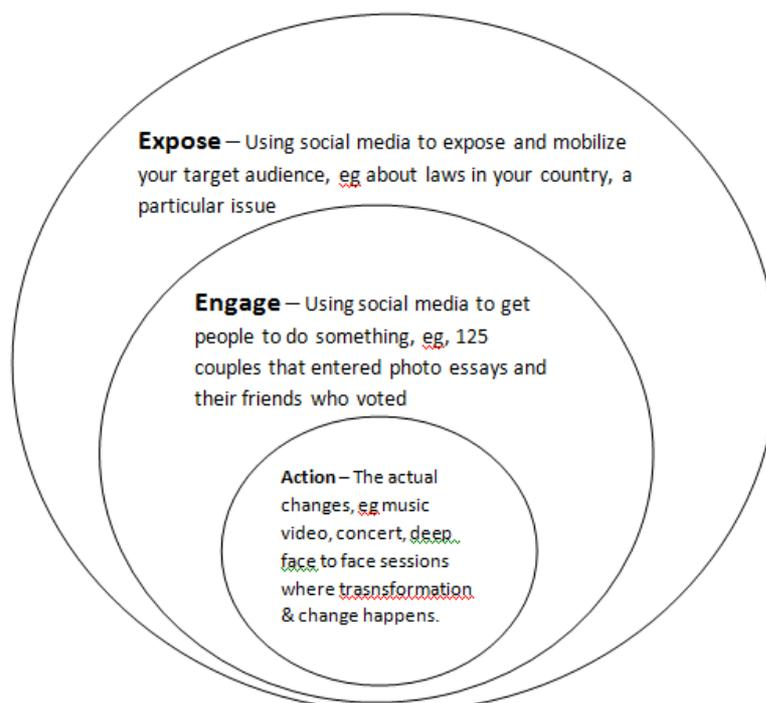 Expose – Using social media to expose and mobilize
your target audience, eg about laws in your country, a
particular issue
Engage – Using social media to get
people to do something, eg, 125
couples that entered photo essays and
their friends who voted
Action – The actual
changes, eg music
video, concert, deep
face to face sessions
where trasnsformation
& change happens.